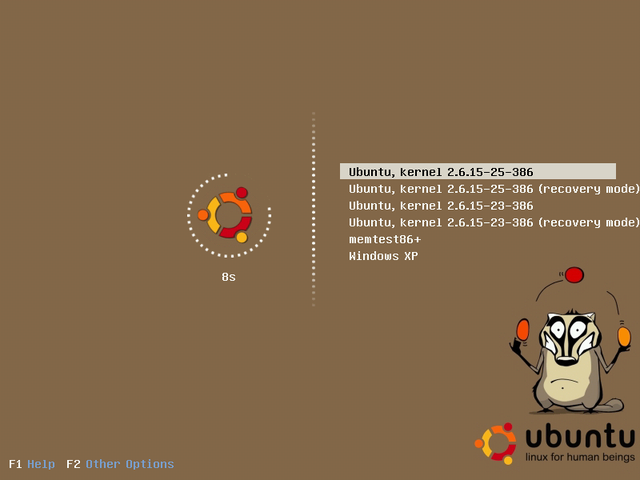 Ubuntu, kernel 2.6.15-25-386
Ubuntu, kernel 2.6.15-25-386 (recovery mode)
Ubuntu, kernel 2.6.15-23-386
Ubuntu, kernel 2.6.15-23-386 (recovery mode)
memtest86+
Windows XP
8s
ubuntu
linux for human beings
F1 Help F2 Other Options